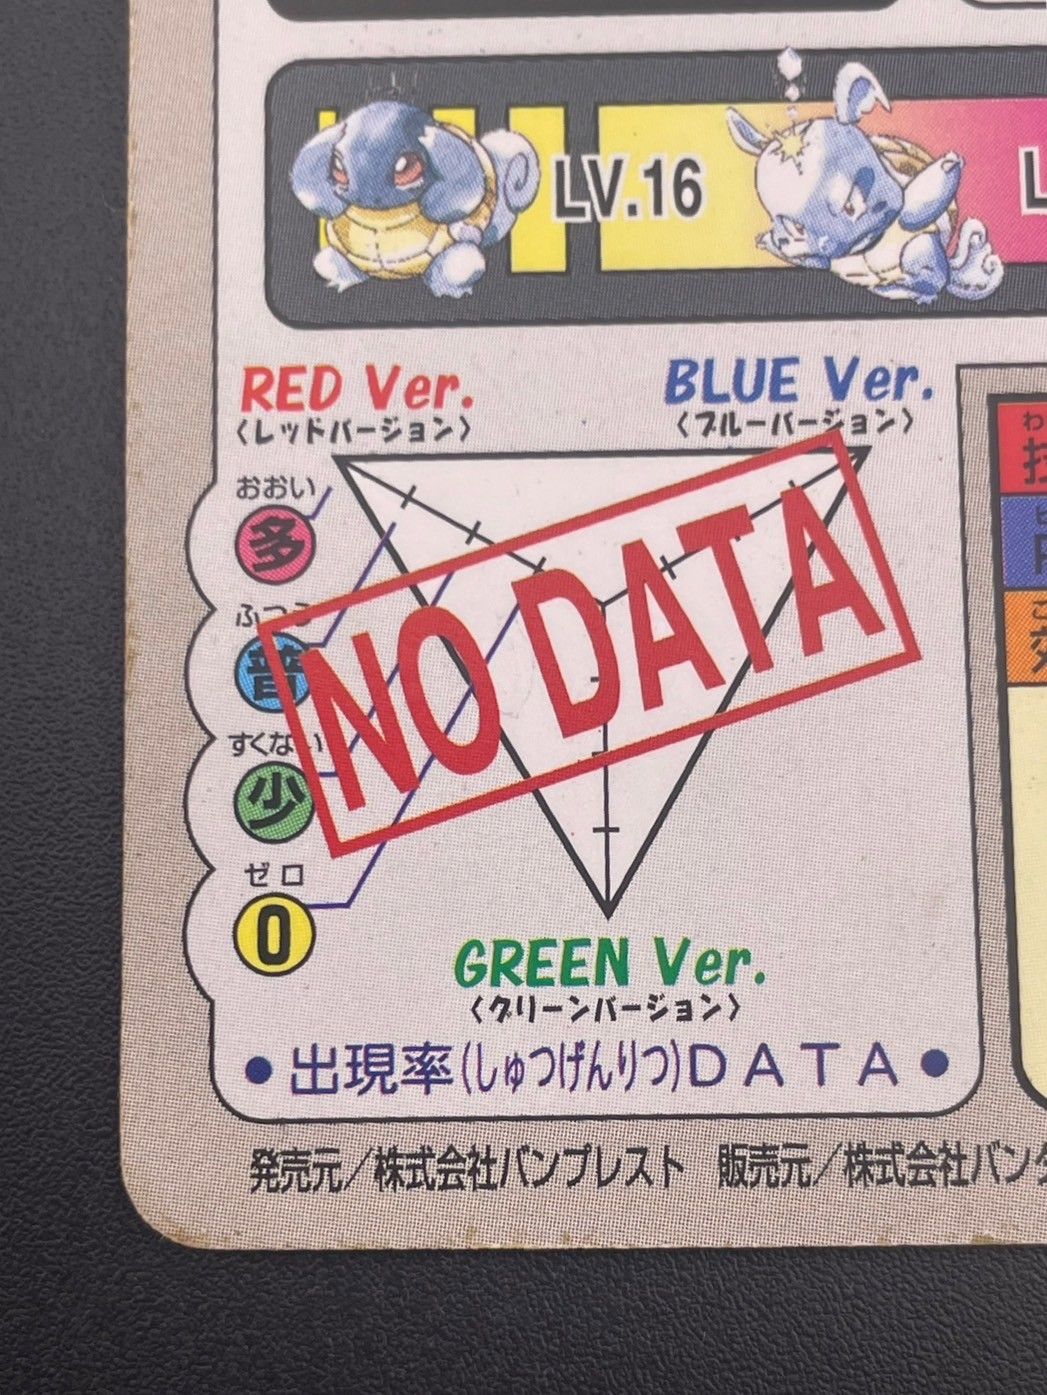 LV.16
RED Ver.
〈レッドバージョン〉
BLUE Ver.
〈ブルーバージョン〉
おおい
多
ふつう
普
すくない
少
ゼロ
0
NO DATA
GREEN Ver.
〈グリーンバージョン〉
●出現率(しゅつげんりつ)DATA●
発売元／株式会社バンプレスト 販売元／株式会社バンダ